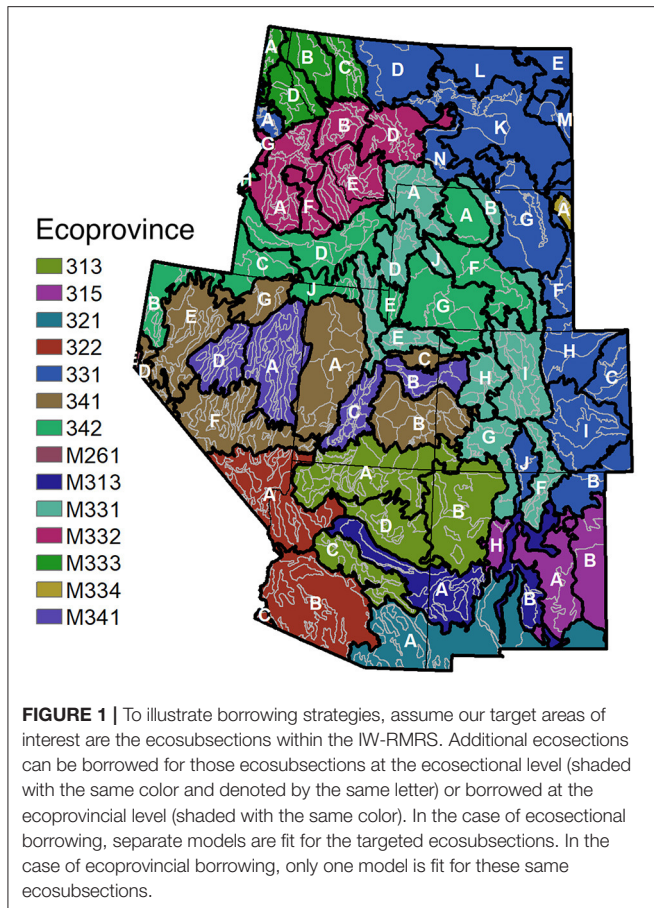 A
B
C
D
L
E
D
A
K
M
G
B
D
N
H
E
A
F
A
A
B
A
G
C
D
D
J
F
F
B
G
J
E
G
E
E
H
C
D
A
A
C
B
H
I
E
D
C
B
I
F
G
J
F
A
B
B
A
D
C
H
A
B
A
B
B
C
A
Ecoprovince
313
315
321
322
331
341
342
M261
M313
M331
M332
M333
M334
M341
FIGURE 1 | To illustrate borrowing strategies, assume our target areas of
interest are the ecosubsections within the IW-RMRS. Additional ecosections
can be borrowed for those ecosubsections at the ecosectional level (shaded
with the same color and denoted by the same letter) or borrowed at the
ecoprovincial level (shaded with the same color). In the case of ecosectional
borrowing, separate models are fit for the targeted ecosubsections. In the
case of ecoprovincial borrowing, only one model is fit for these same
ecosubsections.